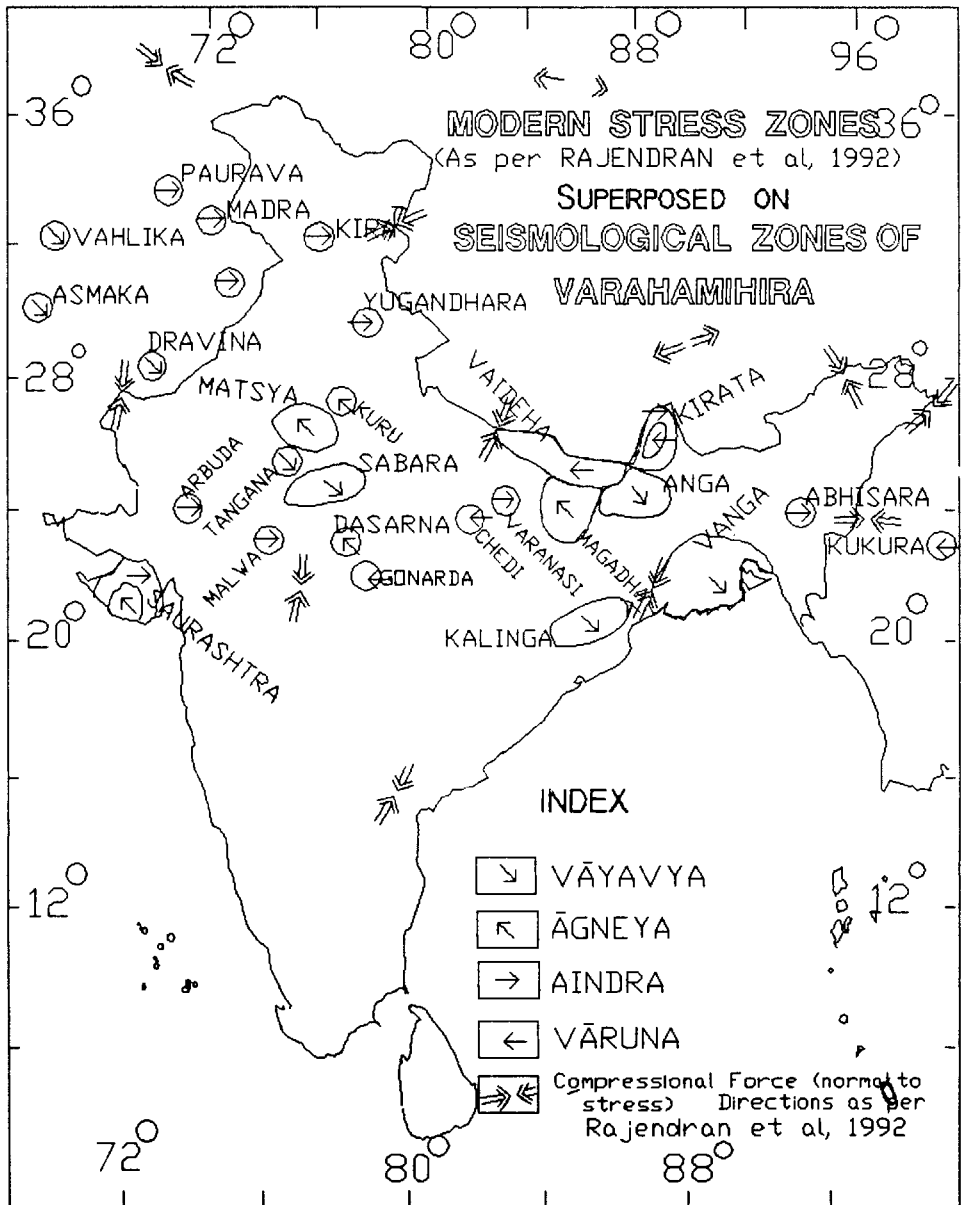 72° 80° 88° 96°
36° 36°
MODERN STRESS ZONES
(As per RAJENDRAN et al, 1992)
SUPERPOSED ON
SEISMOLOGICAL ZONES OF
VARAHAMIHIRA
PAURAVA
MADRA
VAHLIKA
ASMAKA
YUGANDHARA
DRAVINA
28° 28°
MATSYA
KURU
VAIDEHA
KIRATA
ARBUDA
TANGANA
SABARA
ANGA
VANGA
ABHISARA
MALWA
DASARNA
CHEDI
VARANASI
MAGADHA
KUKURA
GONARDA
SAURASHTRA
20° 20°
KALINGA
INDEX
VĀYAVYA
12° 12°
ĀGNEYA
AINDRA
VĀRUNA
Compressional Force (normal to
stress) Directions as per
Rajendran et al, 1992
72° 80° 88°